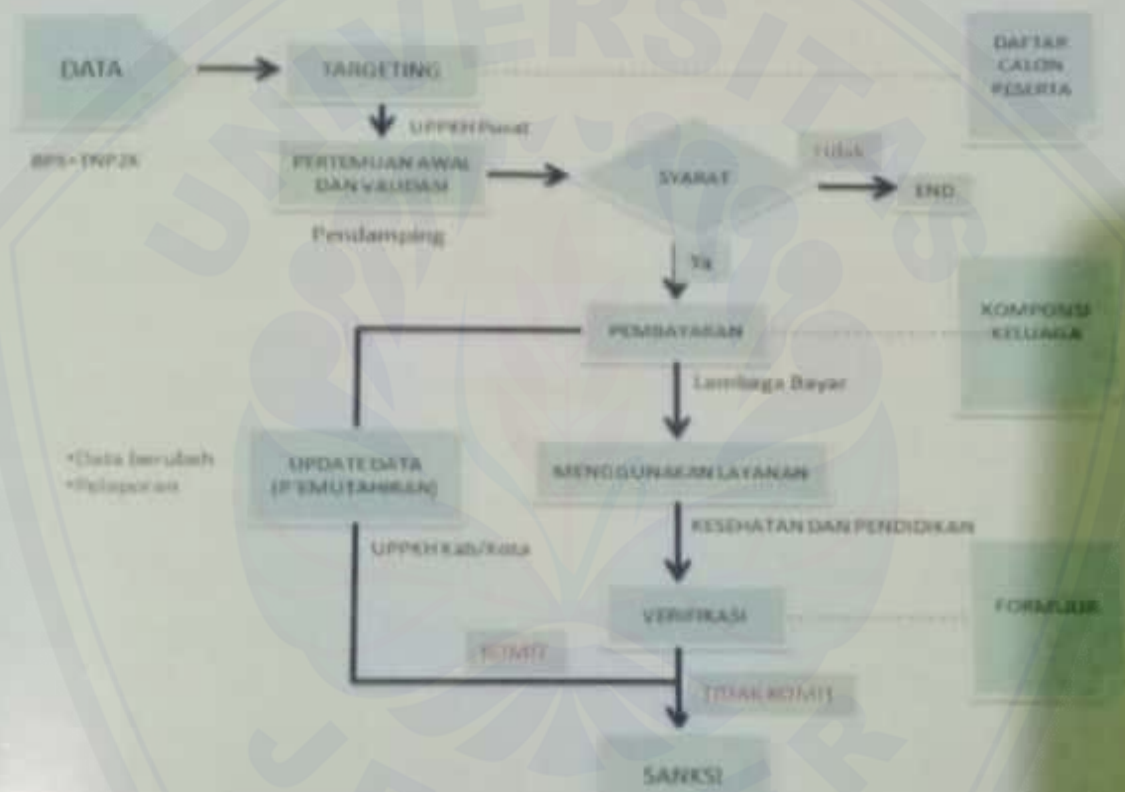 UNIVERSITAS
DATA
TARGETING
DAFTAR
CALON
PESERTA
BPS-TNP2K
UPPKH Pusat
PERTEMUAN AWAL
DAN VALIDASI
SYARAT
Tidak
END
Pendamping
Ya
PEMBAYARAN
KOMPOSISI
KELUAGA
Lembaga Bayar
•Data berubah
•Pelaporan
UPDATE DATA
(PEMUTAHIRAN)
MENGGUNAKAN LAYANAN
UPPKH Kab/Kota
KESEHATAN DAN PENDIDIKAN
VERIFIKASI
FORMULIR
KOMIT
TIDAK KOMIT
SANKSI